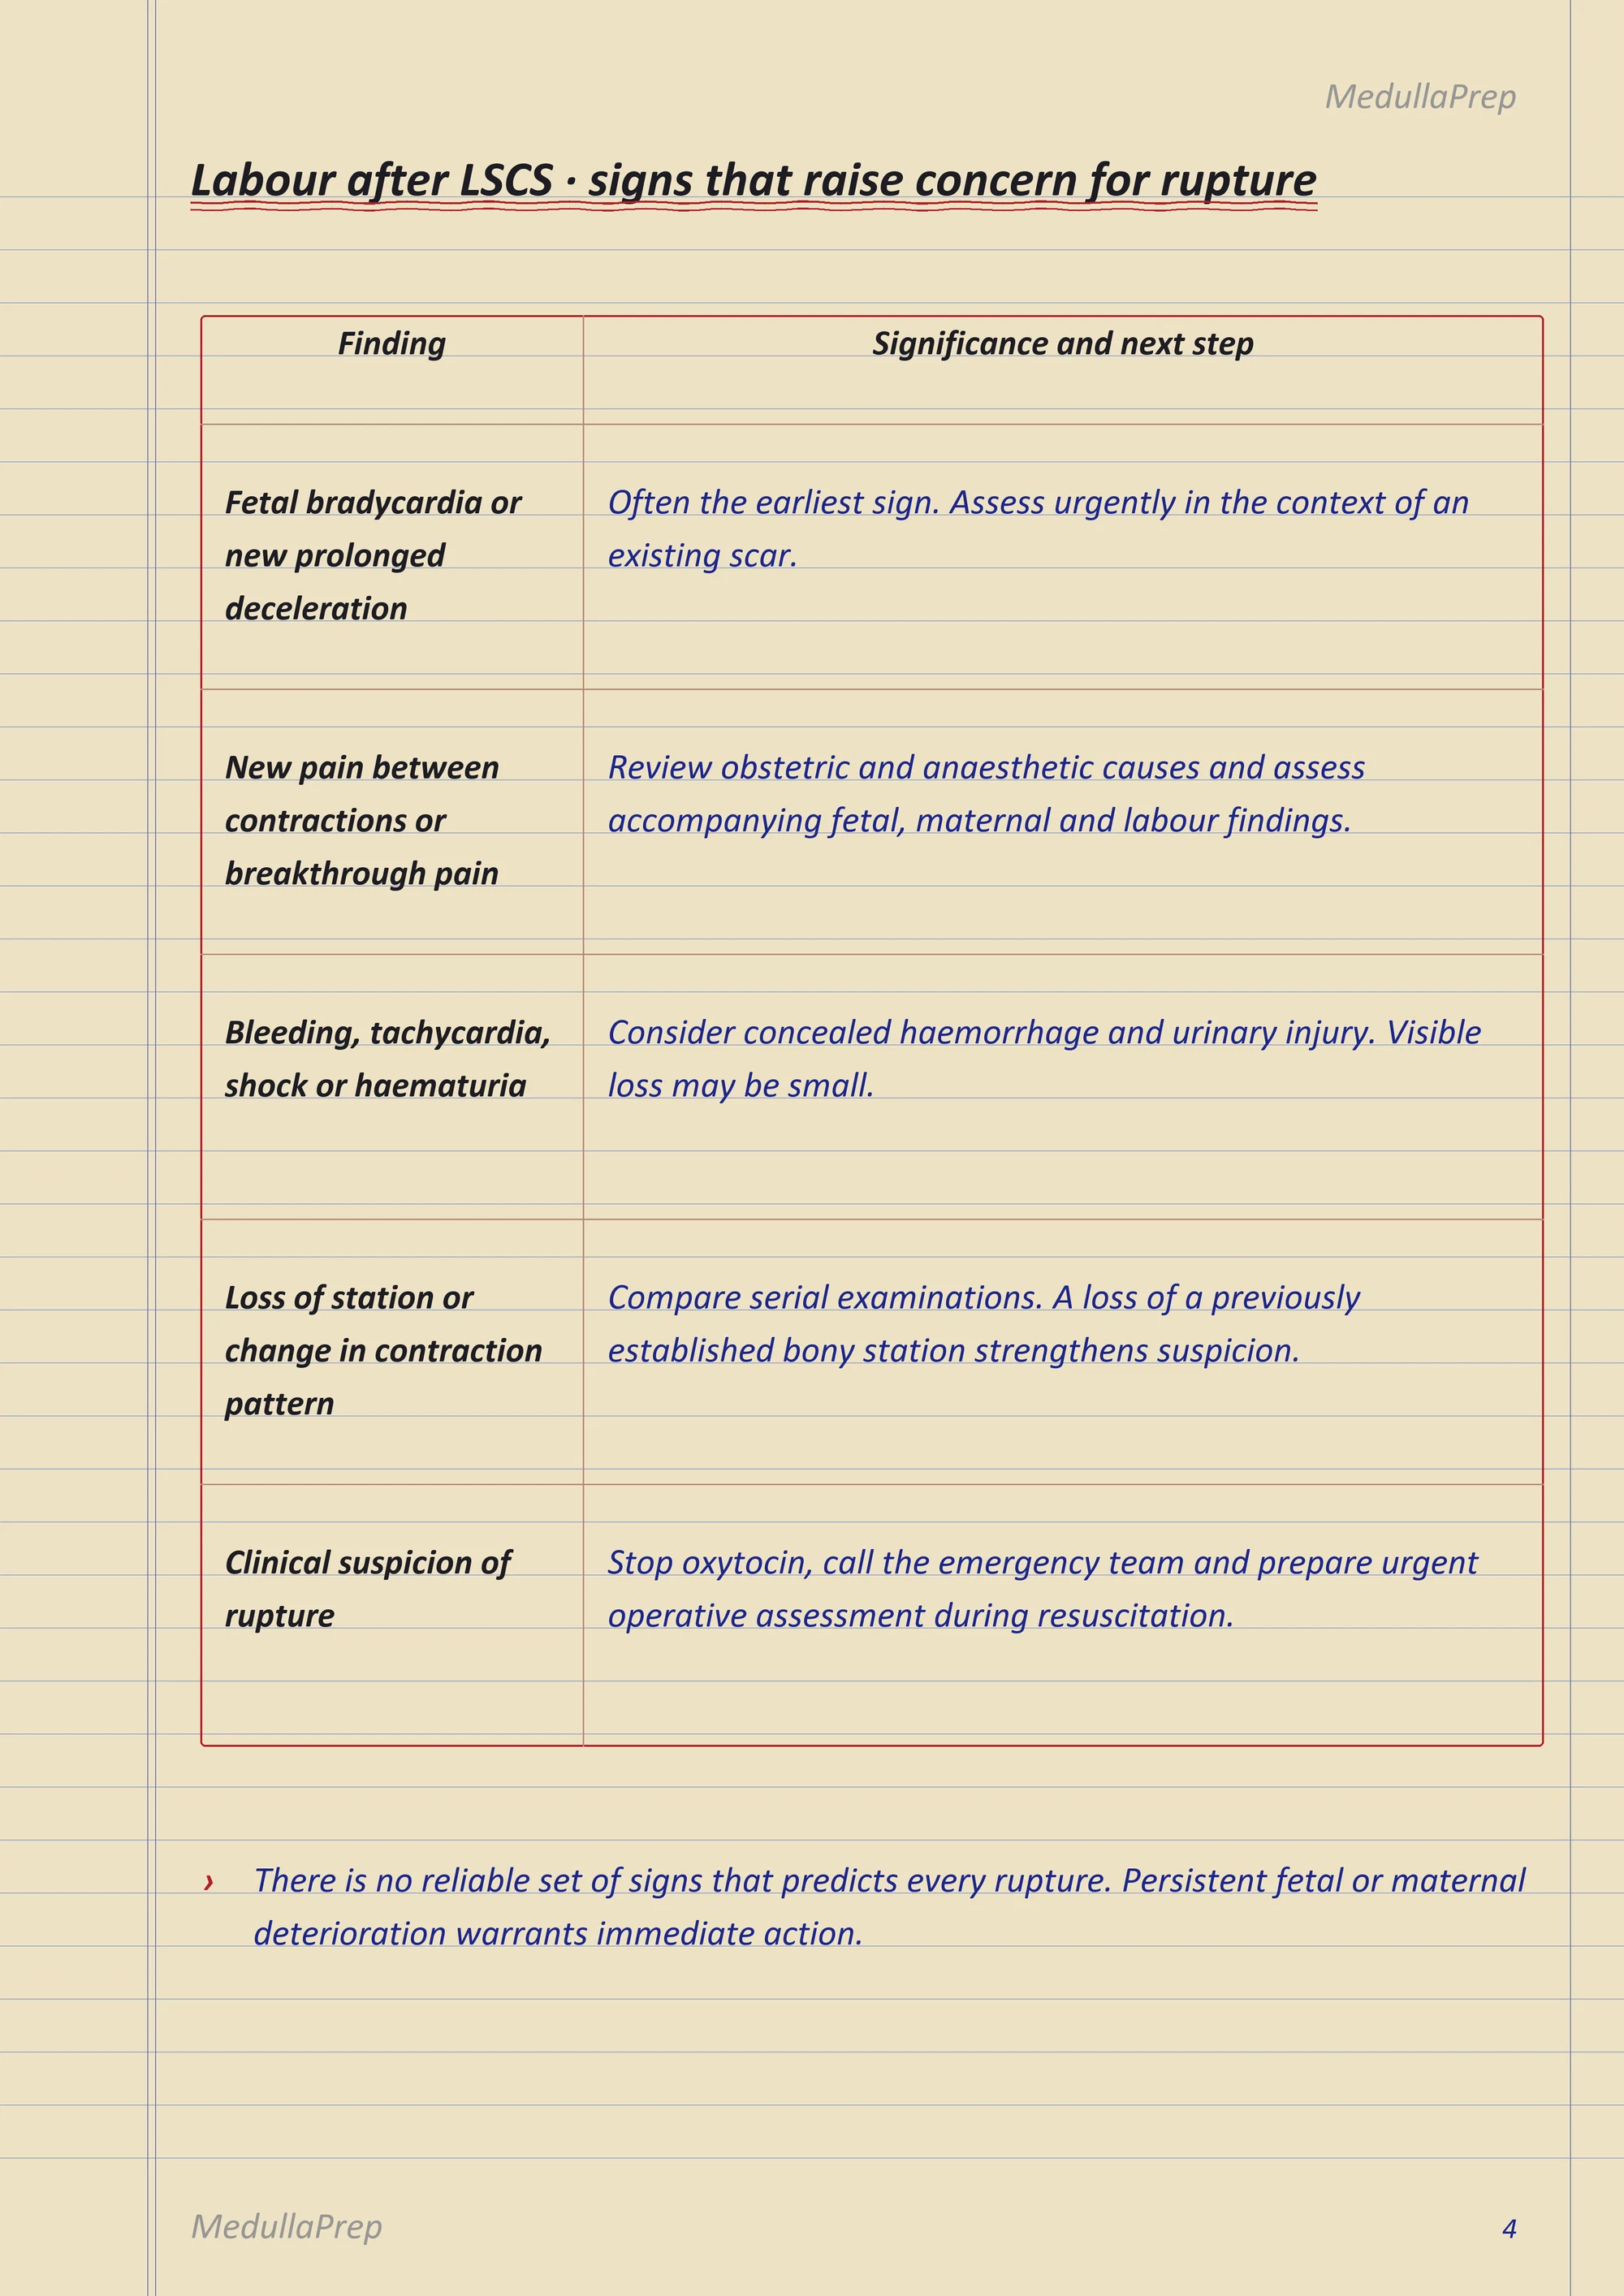 MedullaPrep
Labour after LSCS · signs that raise concern for rupture
Finding
Significance and next step
Fetal bradycardia or
new prolonged
deceleration
Often the earliest sign. Assess urgently in the context of an
existing scar.
New pain between
contractions or
breakthrough pain
Review obstetric and anaesthetic causes and assess
accompanying fetal, maternal and labour findings.
Bleeding, tachycardia,
shock or haematuria
Consider concealed haemorrhage and urinary injury. Visible
loss may be small.
Loss of station or
change in contraction
pattern
Compare serial examinations. A loss of a previously
established bony station strengthens suspicion.
Clinical suspicion of
rupture
Stop oxytocin, call the emergency team and prepare urgent
operative assessment during resuscitation.
› There is no reliable set of signs that predicts every rupture. Persistent fetal or maternal
deterioration warrants immediate action.
MedullaPrep
4